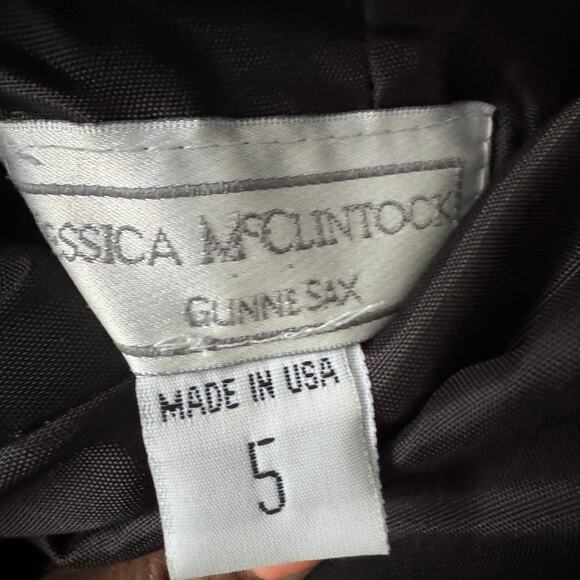 ESSICA McCLINTOCK
GUNNE SAX
MADE IN USA
5